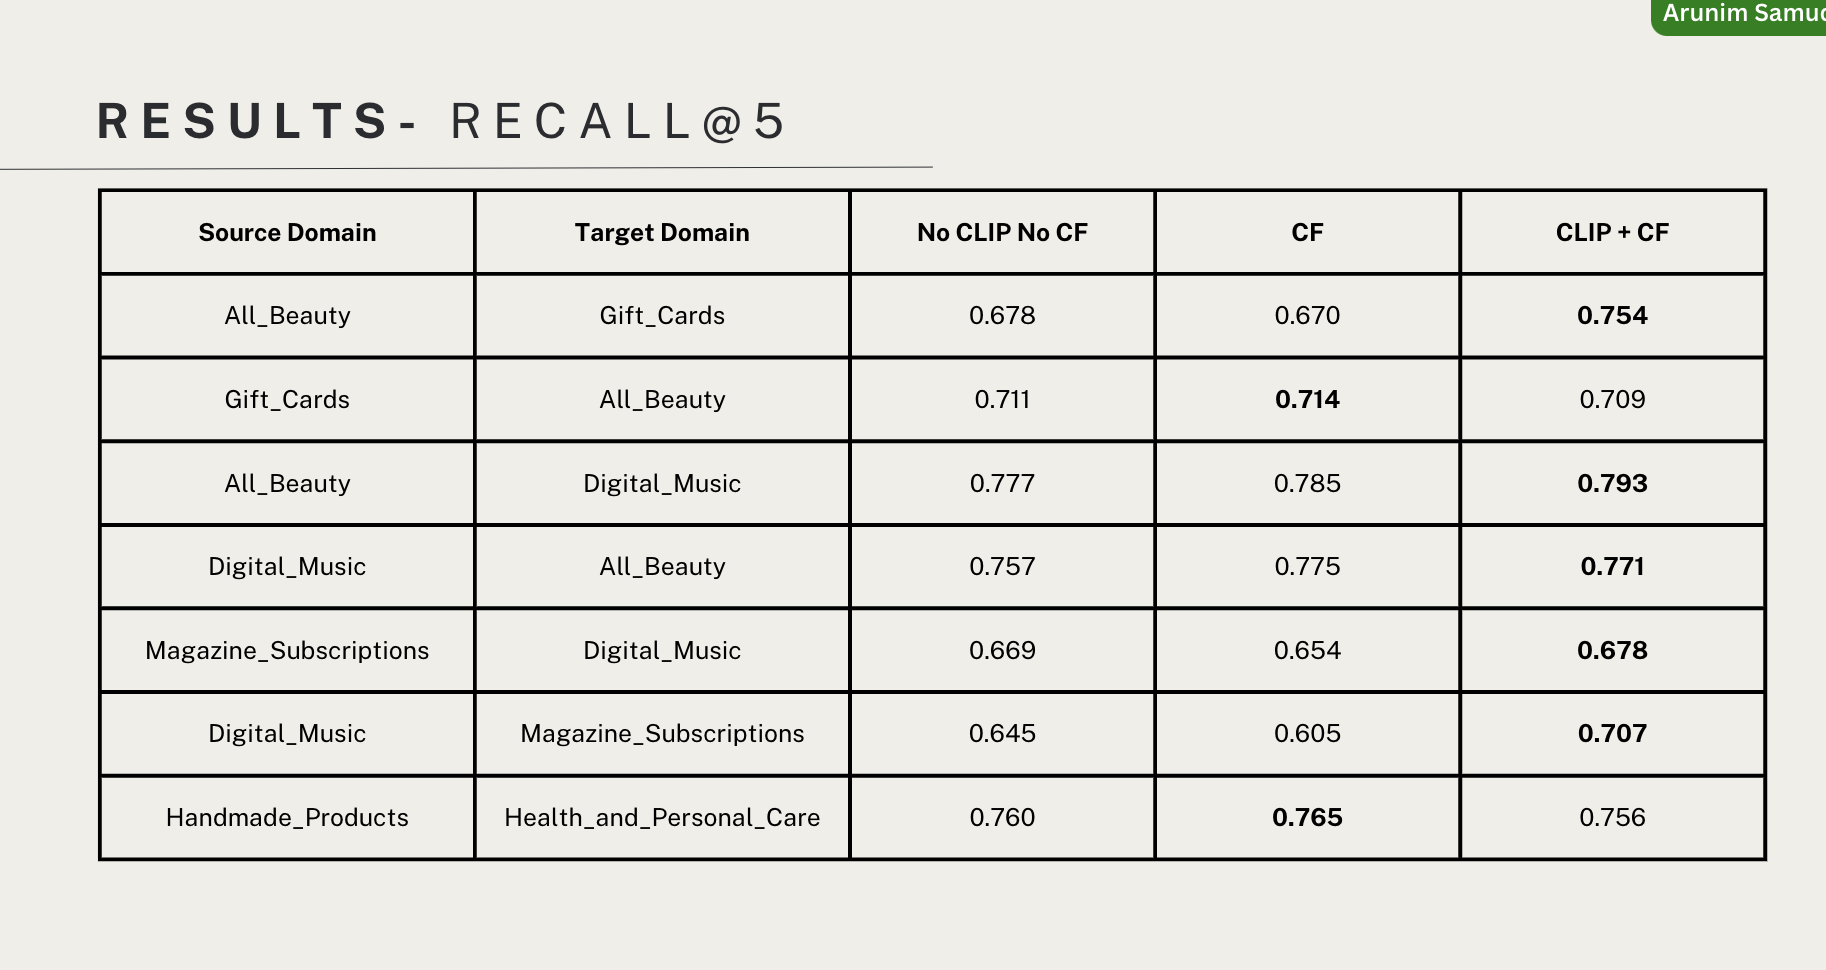 Arunim
RESULTS- RECALL@5
Source Domain Target Domain No CLIP No CF CF CLIP + CF
All_Beauty Gift_Cards 0.678 0.670 0.754
Gift_Cards All_Beauty 0.711 0.714 0.709
All_Beauty Digital_Music 0.777 0.785 0.793
Digital_Music All_Beauty 0.757 0.775 0.771
Magazine_Subscriptions Digital_Music 0.669 0.654 0.678
Digital_Music Magazine_Subscriptions 0.645 0.605 0.707
Handmade_Products Health_and_Personal_Care 0.760 0.765 0.756